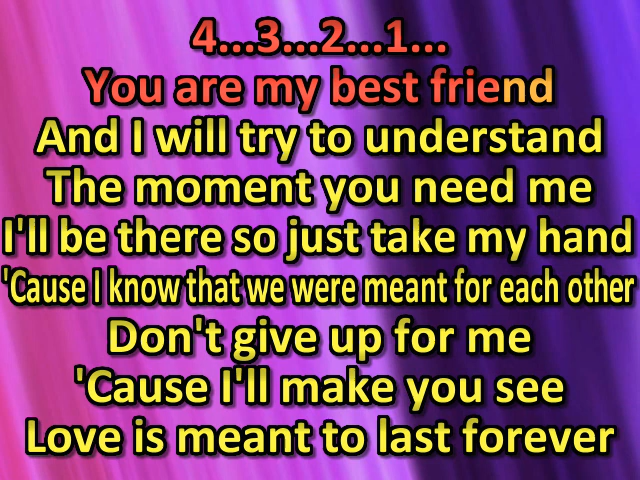 4...3...2...1...
You are my best friend
And I will try to understand
The moment you need me
I'll be there so just take my hand
'Cause I know that we were meant for each other
Don't give up for me
'Cause I'll make you see
Love is meant to last forever